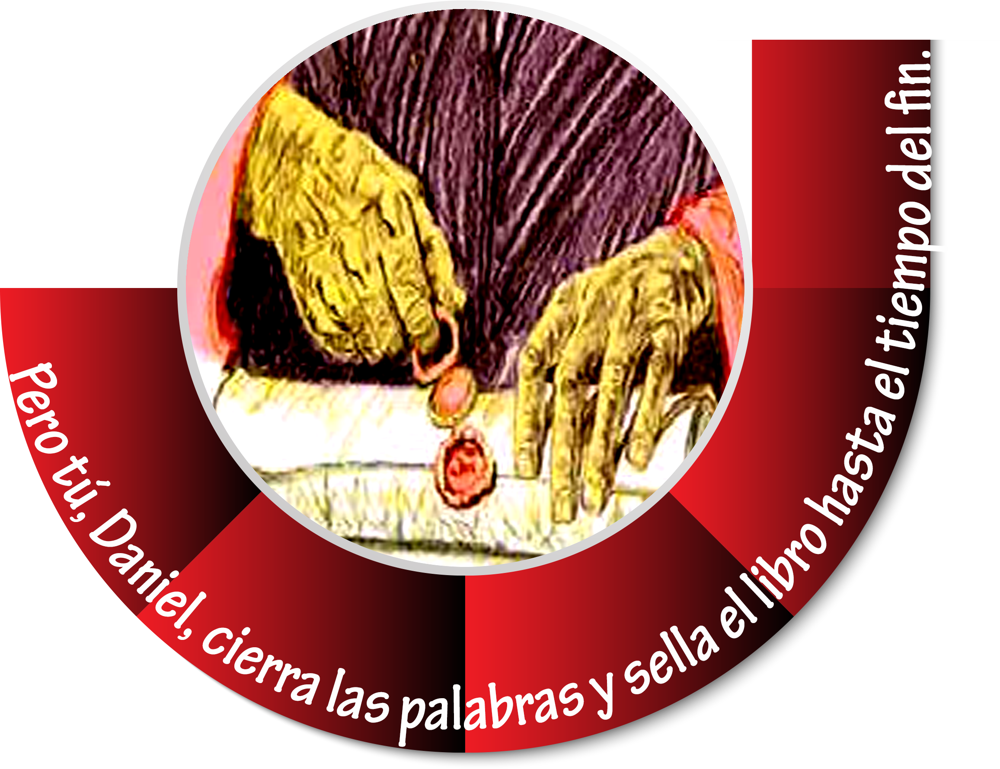 Pero tú, Daniel, cierra las palabras y sella el libro hasta el tiempo del fin.